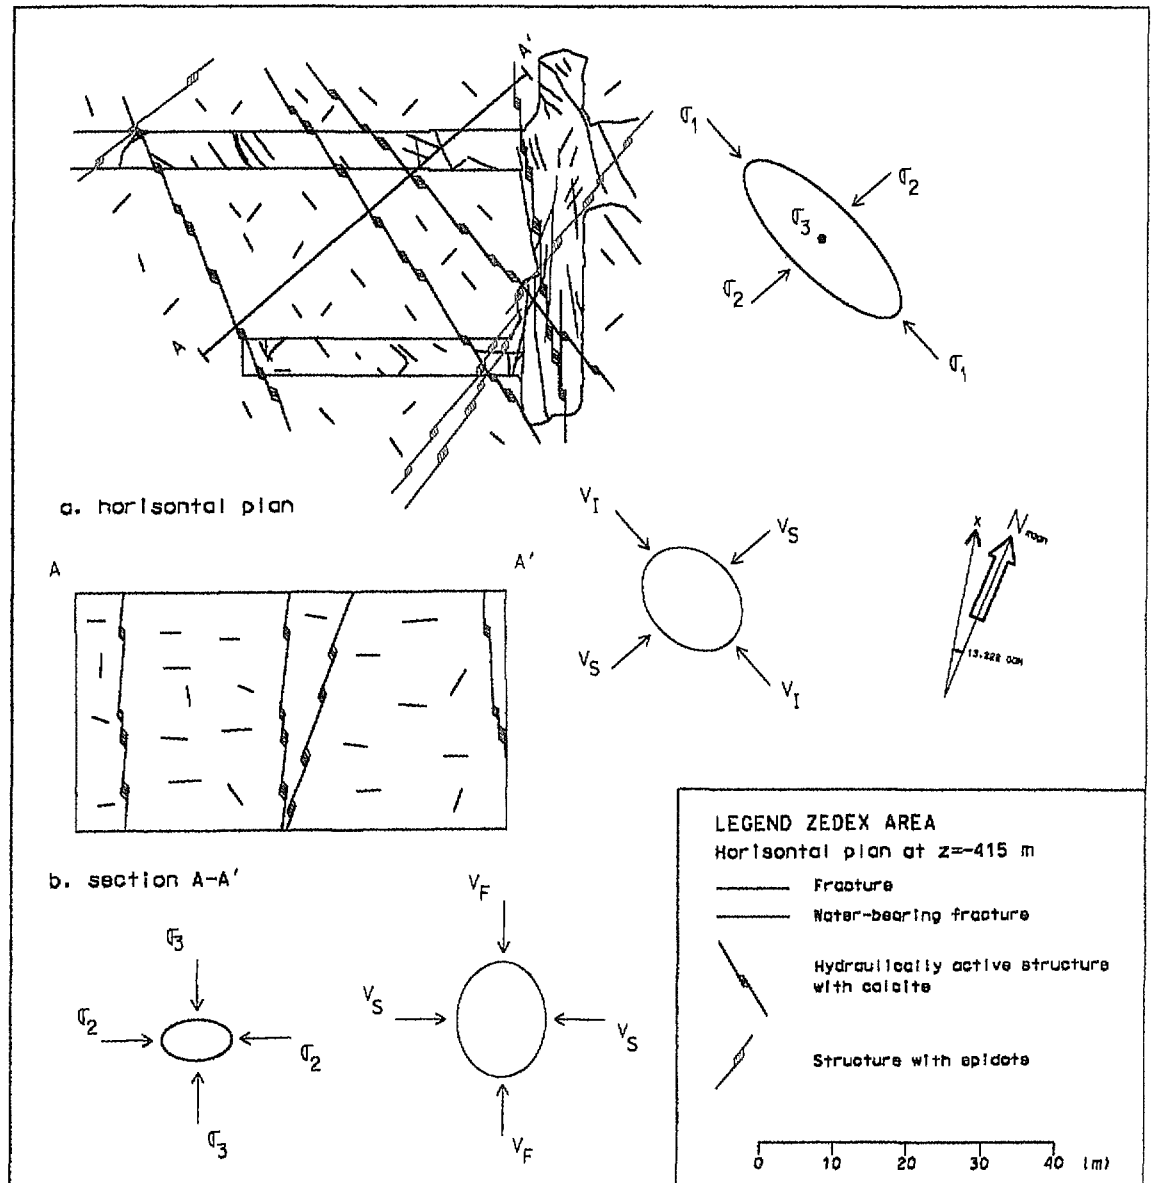 A'
A
σ1
σ2
σ3
σ2
σ1
a. horisontal plan
VI
VS
VS
VI
x
Nmagn
A
A'
b. section A-A'
σ3
σ2
σ2
σ3
VF
VS
VS
VF
LEGEND ZEDEX AREA
Horisontal plan at z=-415 m
Fracture
Water-bearing fracture
Hydraulically active structure
with calcite
Structure with epidote
0 10 20 30 40 (m)